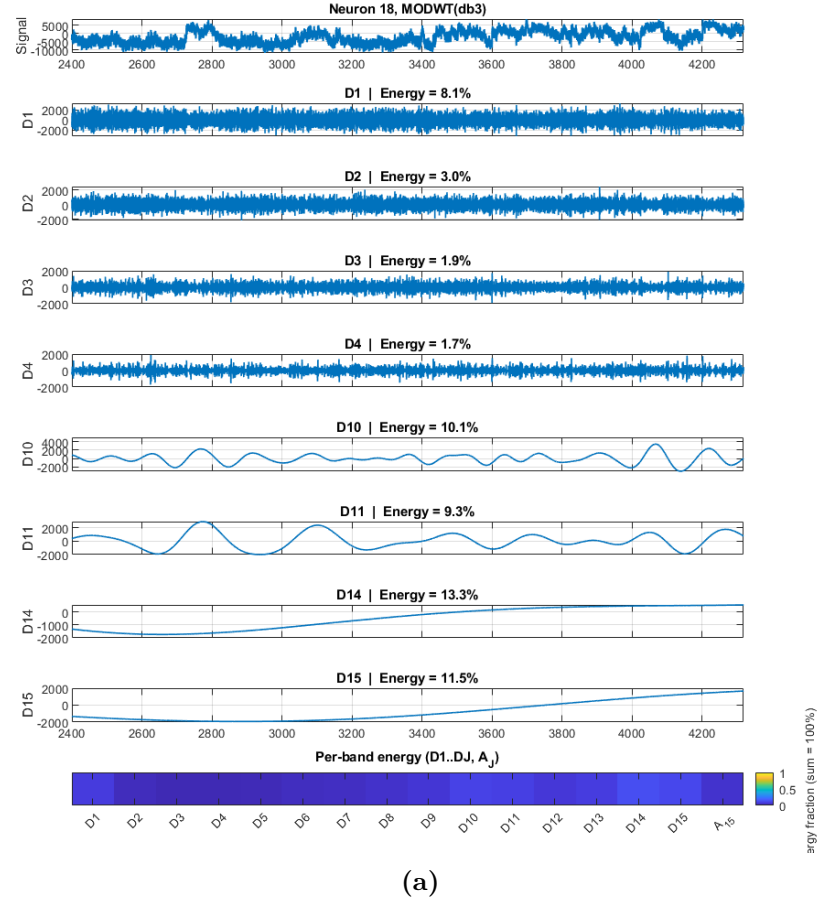 Neuron 18, MODWT(db3)
Signal
5000
0
-5000
-10000
2400 2600 2800 3000 3200 3400 3600 3800 4000 4200
D1 | Energy = 8.1%
D1
2000
0
-2000
D2 | Energy = 3.0%
D2
2000
0
-2000
D3 | Energy = 1.9%
D3
2000
0
-2000
D4 | Energy = 1.7%
D4
2000
0
-2000
D10 | Energy = 10.1%
D10
4000
2000
0
-2000
D11 | Energy = 9.3%
D11
2000
0
-2000
D14 | Energy = 13.3%
D14
0
-1000
-2000
D15 | Energy = 11.5%
D15
2000
0
-2000
2400 2600 2800 3000 3200 3400 3600 3800 4000 4200
Per-band energy (D1..DJ, A_J)
1
0.5
0
D1 D2 D3 D4 D5 D6 D7 D8 D9 D10 D11 D12 D13 D14 D15 A_15
ergy fraction (sum = 100%)
(a)